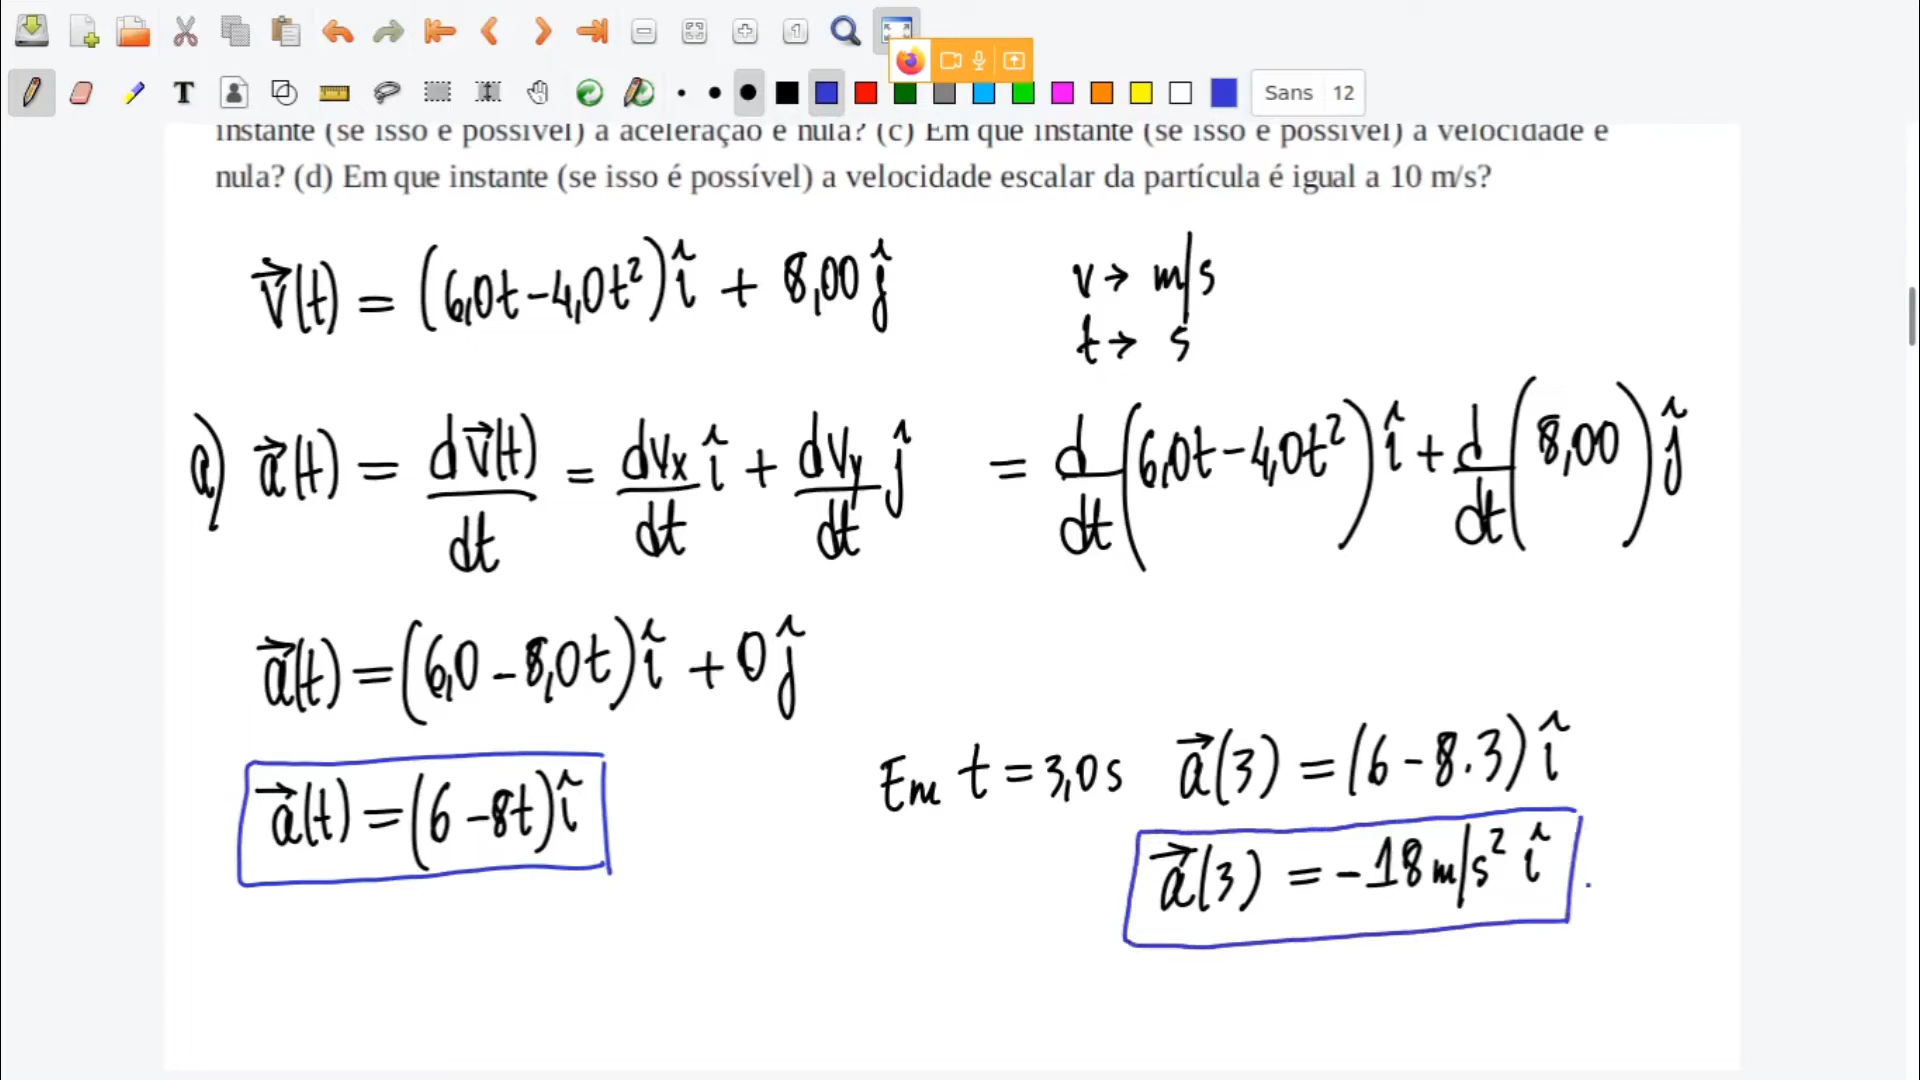 Sans 12
instante (se isso é possível) a aceleração é nula? (c) Em que instante (se isso é possível) a velocidade é
nula? (d) Em que instante (se isso é possível) a velocidade escalar da partícula é igual a 10 m/s?
v⃗(t) = (6,0t - 4,0t²) î + 8,00 ĵ
v → m/s
t → s
a) a⃗(t) = dv⃗(t)/dt = dvx/dt î + dvy/dt ĵ = d/dt (6,0t - 4,0t²) î + d/dt (8,00) ĵ
a⃗(t) = (6,0 - 8,0t) î + 0 ĵ
Em t = 3,0s a⃗(3) = (6 - 8.3) î
a⃗(t) = (6 - 8t) î
a⃗(3) = -18 m/s² î